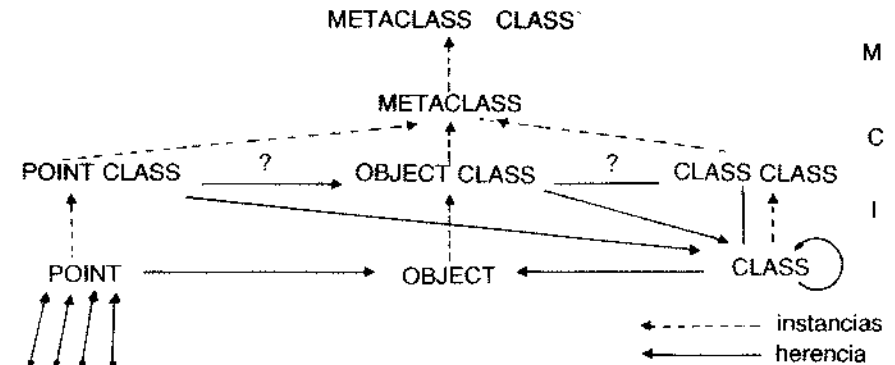 METACLASS CLASS
M
METACLASS
C
POINT CLASS ? OBJECT CLASS ? CLASS CLASS
I
POINT OBJECT CLASS
instancias
herencia